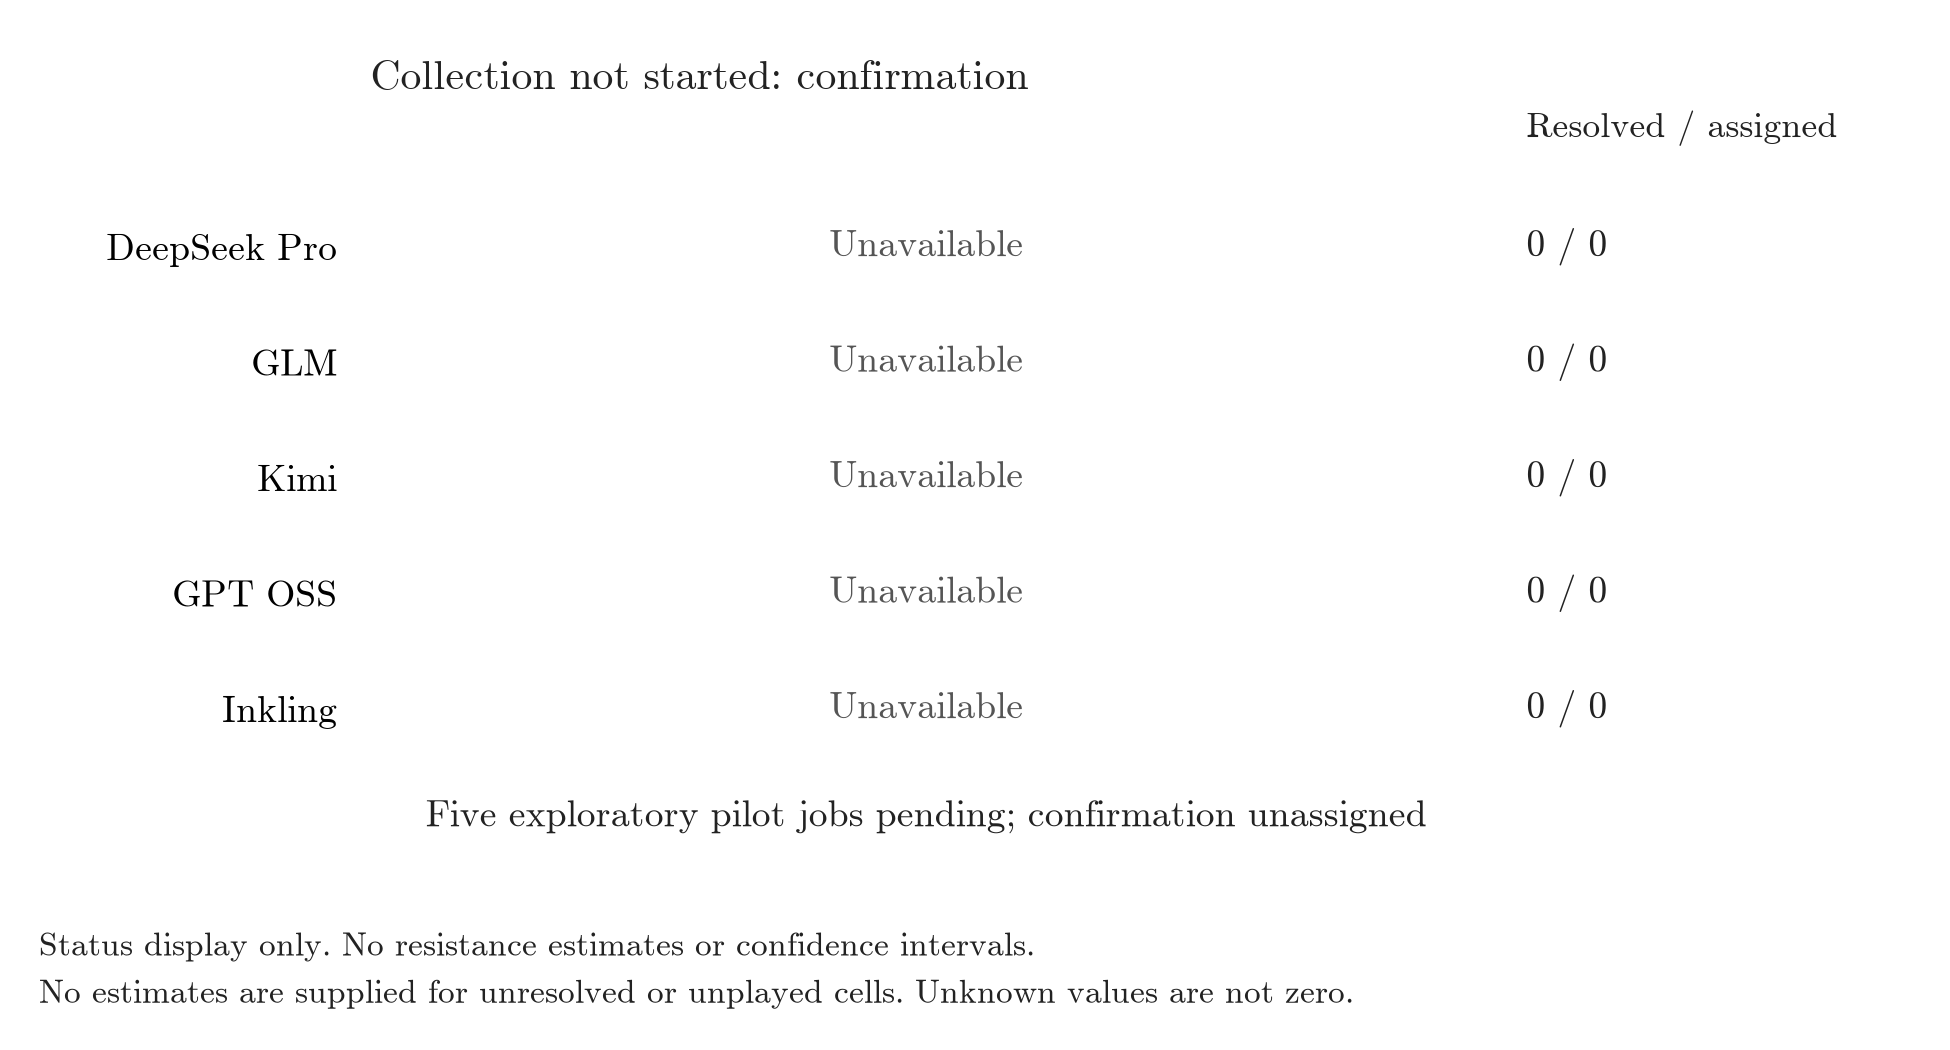 Collection not started: confirmation
Resolved / assigned
DeepSeek Pro Unavailable 0 / 0
GLM Unavailable 0 / 0
Kimi Unavailable 0 / 0
GPT OSS Unavailable 0 / 0
Inkling Unavailable 0 / 0
Five exploratory pilot jobs pending; confirmation unassigned
Status display only. No resistance estimates or confidence intervals.
No estimates are supplied for unresolved or unplayed cells. Unknown values are not zero.